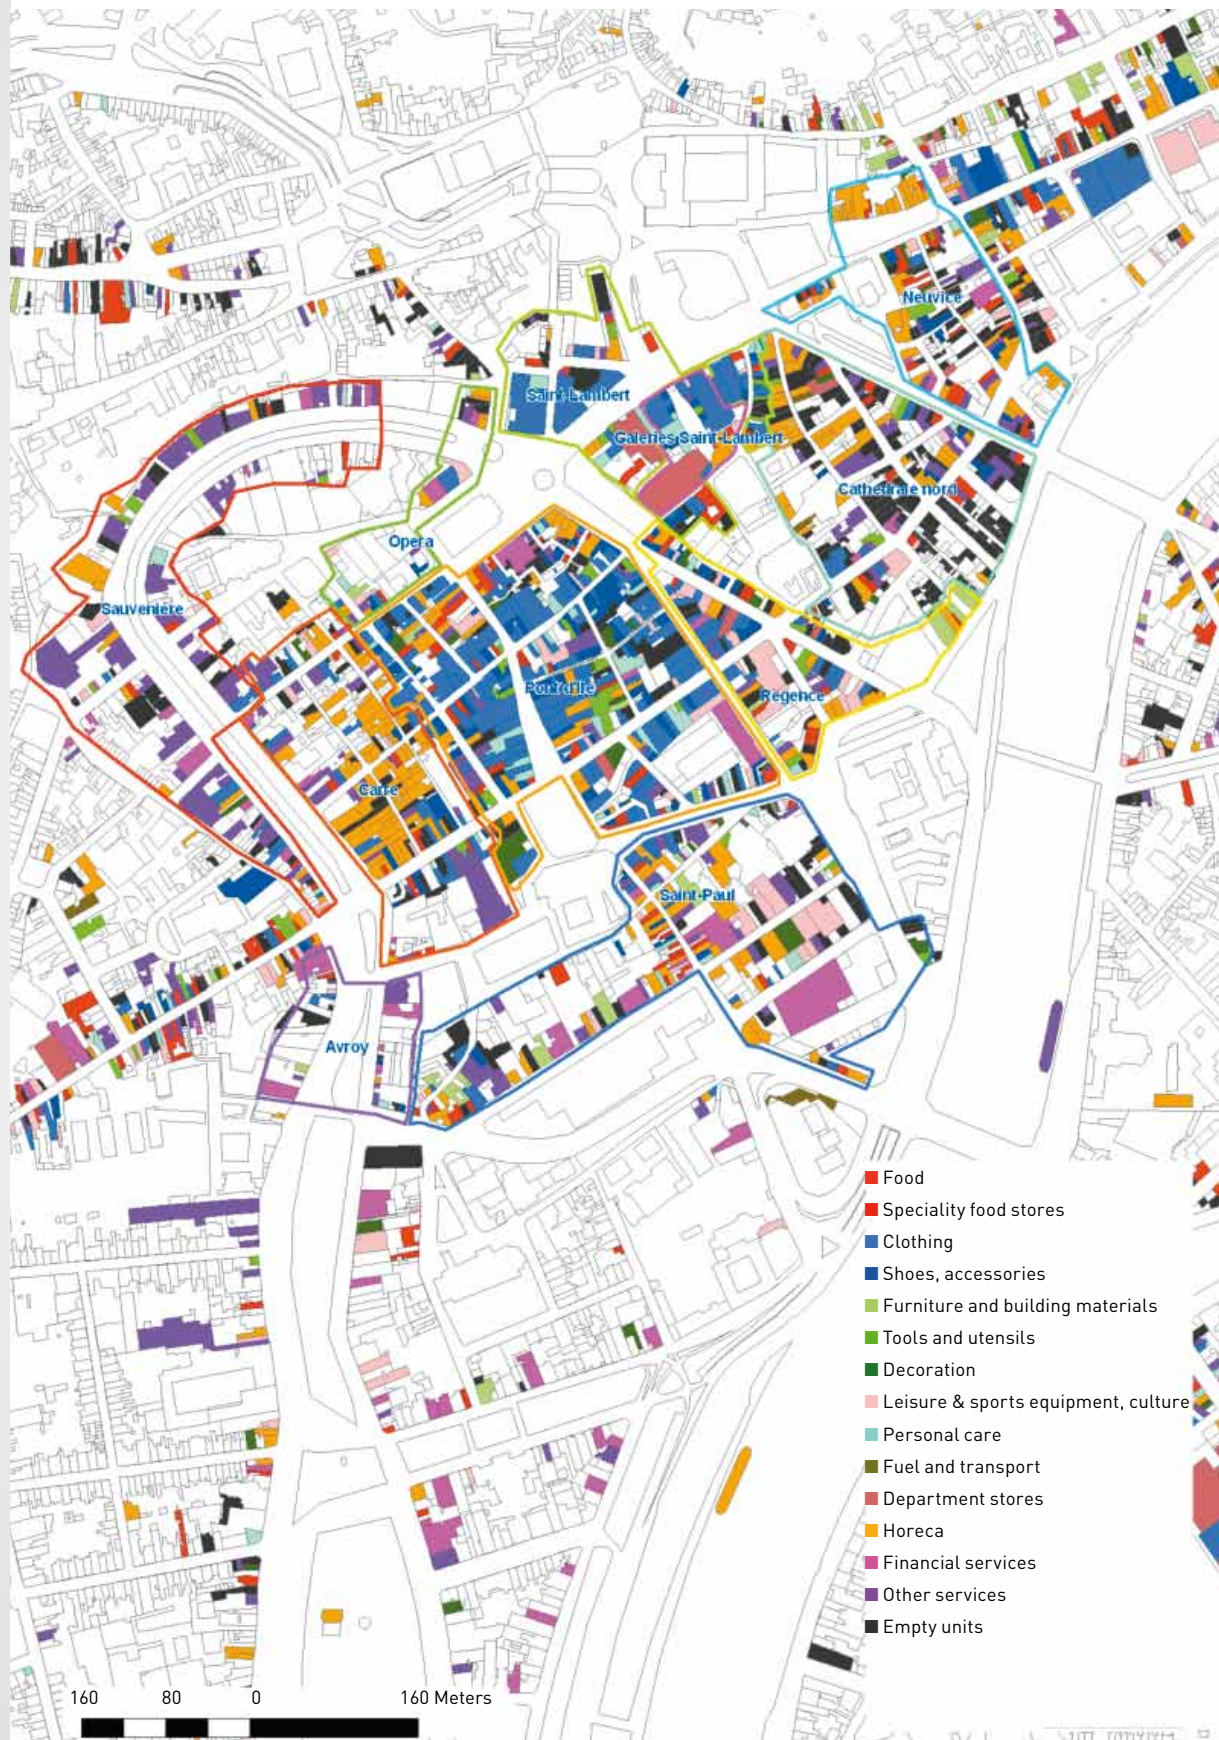 Neuvice
Saint-Lambert
Galeries Saint-Lambert
Cathédrale nord
Opera
Sauvenière
Pont d'Ile
Régence
Carré
Saint-Paul
Avroy
Food
Speciality food stores
Clothing
Shoes, accessories
Furniture and building materials
Tools and utensils
Decoration
Leisure & sports equipment, culture
Personal care
Fuel and transport
Department stores
Horeca
Financial services
Other services
Empty units
160 80 0 160 Meters